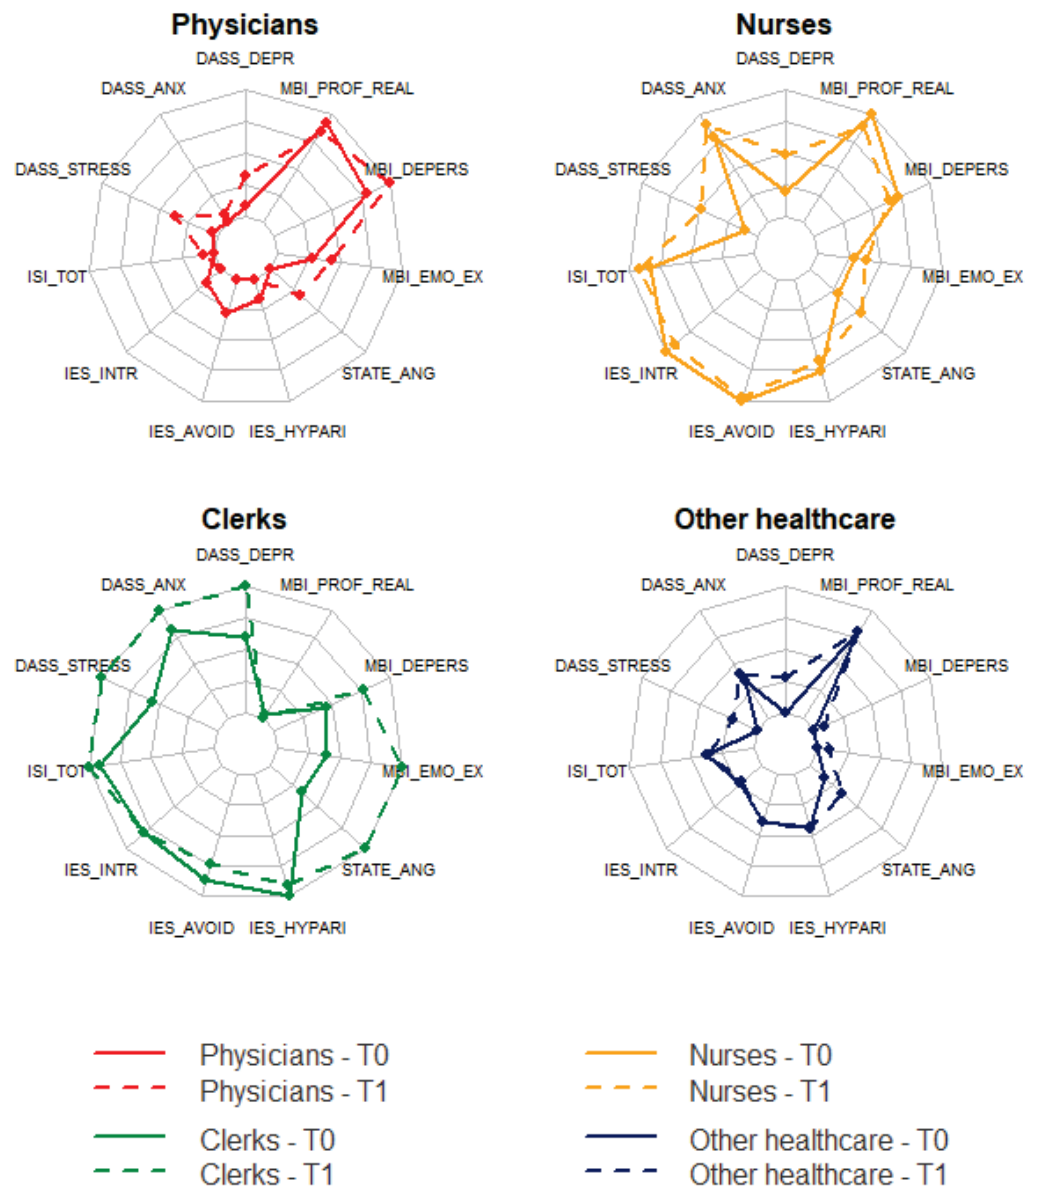 Physicians
Nurses
DASS_DEPR
DASS_DEPR
DASS_ANX
MBI_PROF_REAL
DASS_ANX
MBI_PROF_REAL
DASS_STRESS
MBI_DEPERS
DASS_STRESS
MBI_DEPERS
ISI_TOT
MBI_EMO_EX
ISI_TOT
MBI_EMO_EX
IES_INTR
STATE_ANG
IES_INTR
STATE_ANG
IES_AVOID
IES_HYPARI
IES_AVOID
IES_HYPARI
Clerks
Other healthcare
DASS_DEPR
DASS_DEPR
DASS_ANX
MBI_PROF_REAL
DASS_ANX
MBI_PROF_REAL
DASS_STRESS
MBI_DEPERS
DASS_STRESS
MBI_DEPERS
ISI_TOT
MBI_EMO_EX
ISI_TOT
MBI_EMO_EX
IES_INTR
STATE_ANG
IES_INTR
STATE_ANG
IES_AVOID
IES_HYPARI
IES_AVOID
IES_HYPARI
Physicians - T0
Nurses - T0
Physicians - T1
Nurses - T1
Clerks - T0
Other healthcare - T0
Clerks - T1
Other healthcare - T1